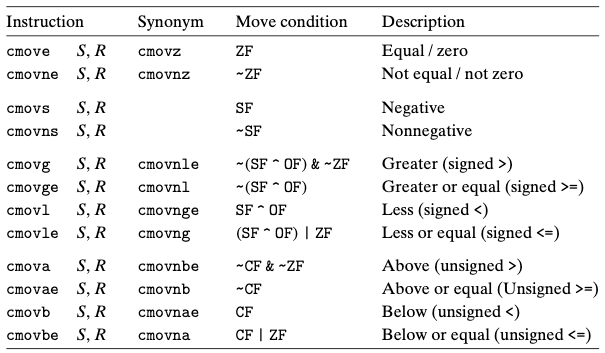 Instruction Synonym Move condition Description
cmove S, R cmovz ZF Equal / zero
cmovne S, R cmovnz ~ZF Not equal / not zero
cmovs S, R SF Negative
cmovns S, R ~SF Nonnegative
cmovg S, R cmovnle ~(SF ^ OF) & ~ZF Greater (signed >)
cmovge S, R cmovnl ~(SF ^ OF) Greater or equal (signed >=)
cmovl S, R cmovnge SF ^ OF Less (signed <)
cmovle S, R cmovng (SF ^ OF) | ZF Less or equal (signed <=)
cmova S, R cmovnbe ~CF & ~ZF Above (unsigned >)
cmovae S, R cmovnb ~CF Above or equal (Unsigned >=)
cmovb S, R cmovnae CF Below (unsigned <)
cmovbe S, R cmovna CF | ZF Below or equal (unsigned <=)